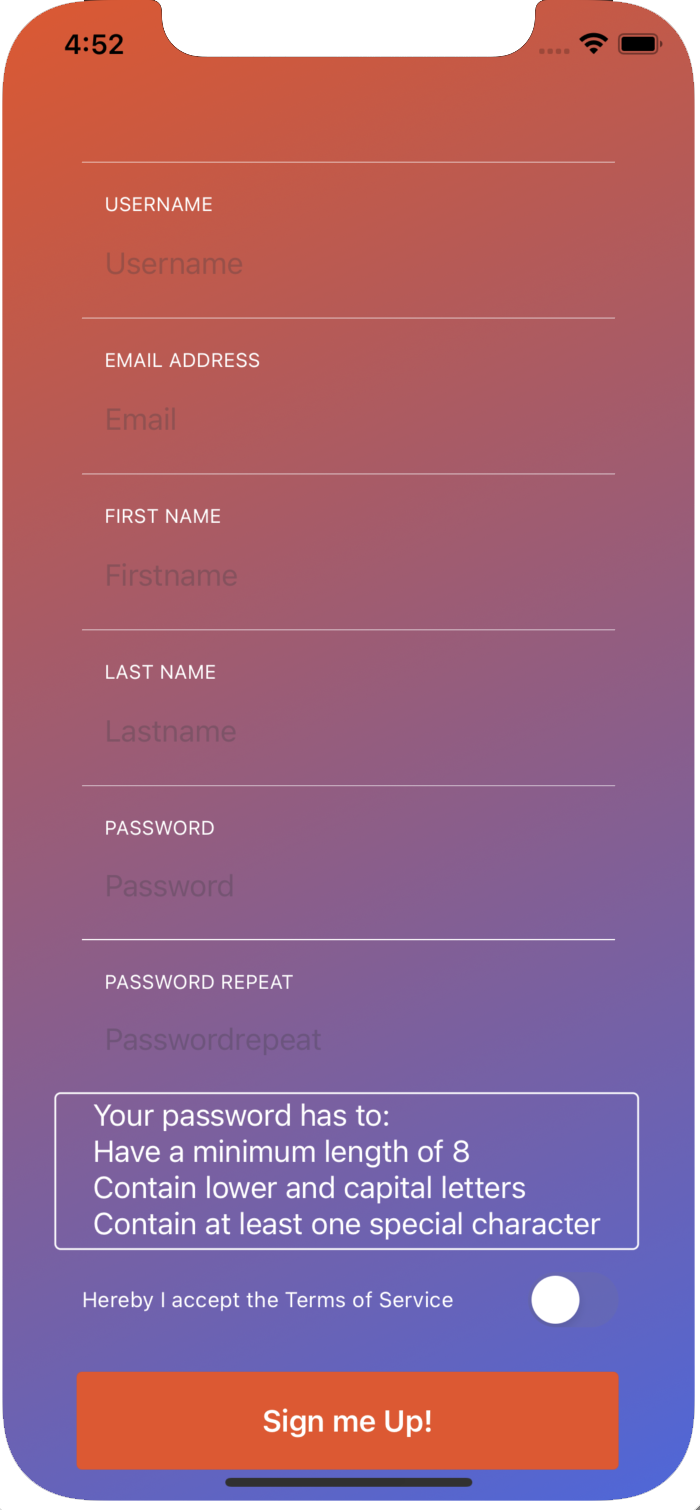 4:52
USERNAME
Username
EMAIL ADDRESS
Email
FIRST NAME
Firstname
LAST NAME
Lastname
PASSWORD
Password
PASSWORD REPEAT
Passwordrepeat
Your password has to:
Have a minimum length of 8
Contain lower and capital letters
Contain at least one special character
Hereby I accept the Terms of Service
Sign me Up!